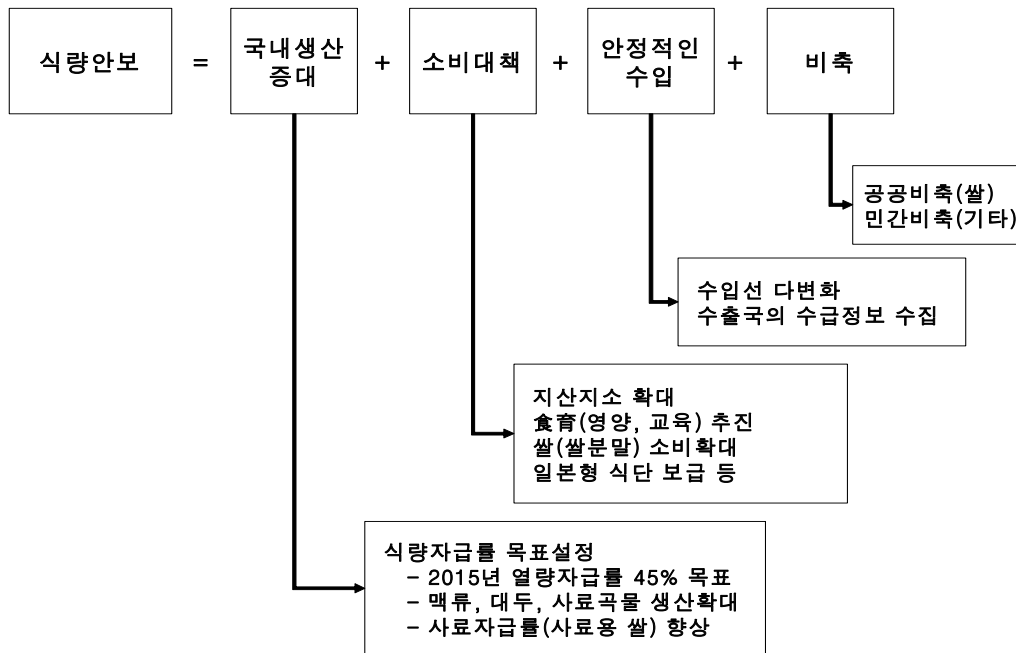 식량안보 = 국내생산 증대 + 소비대책 + 안정적인 수입 + 비축
공공비축(쌀)
민간비축(기타)
수입선 다변화
수출국의 수급정보 수집
지산지소 확대
食育(영양, 교육) 추진
쌀(쌀분말) 소비확대
일본형 식단 보급 등
식량자급률 목표설정
– 2015년 열량자급률 45% 목표
– 맥류, 대두, 사료곡물 생산확대
– 사료자급률(사료용 쌀) 향상